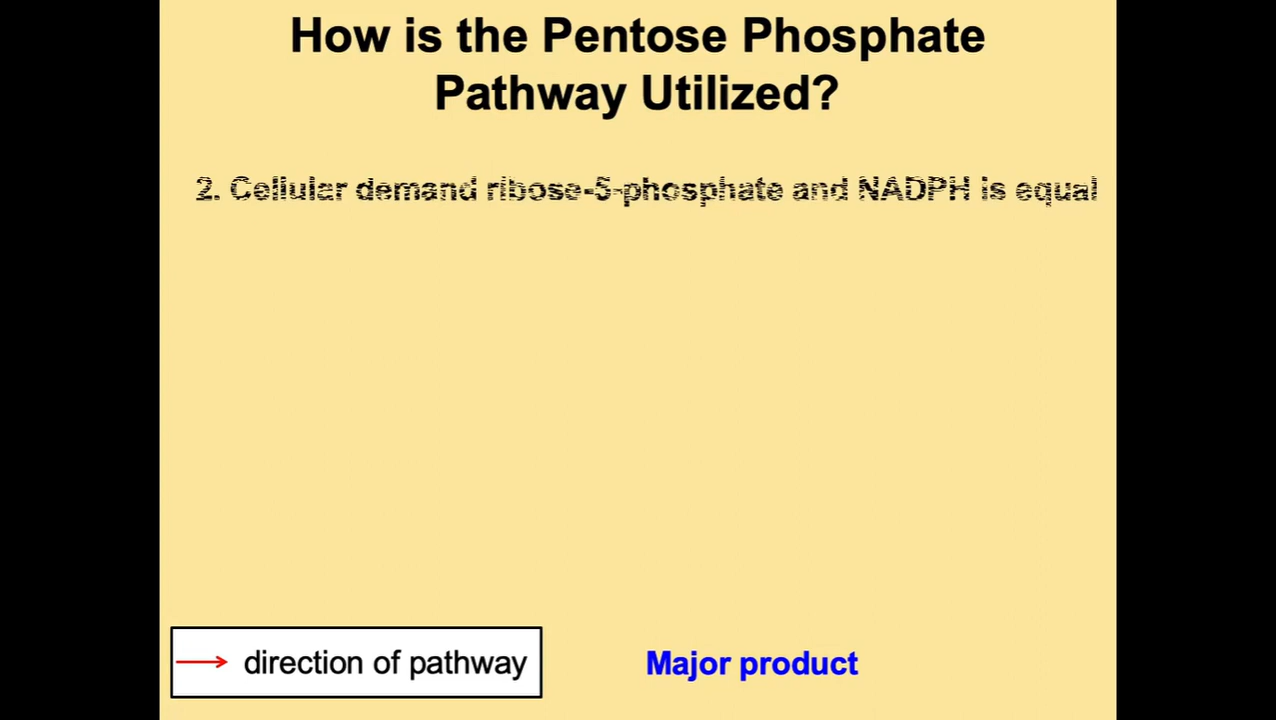 How is the Pentose Phosphate
Pathway Utilized?
2. Cellular demand ribose-5-phosphate and NADPH is equal
direction of pathway
Major product